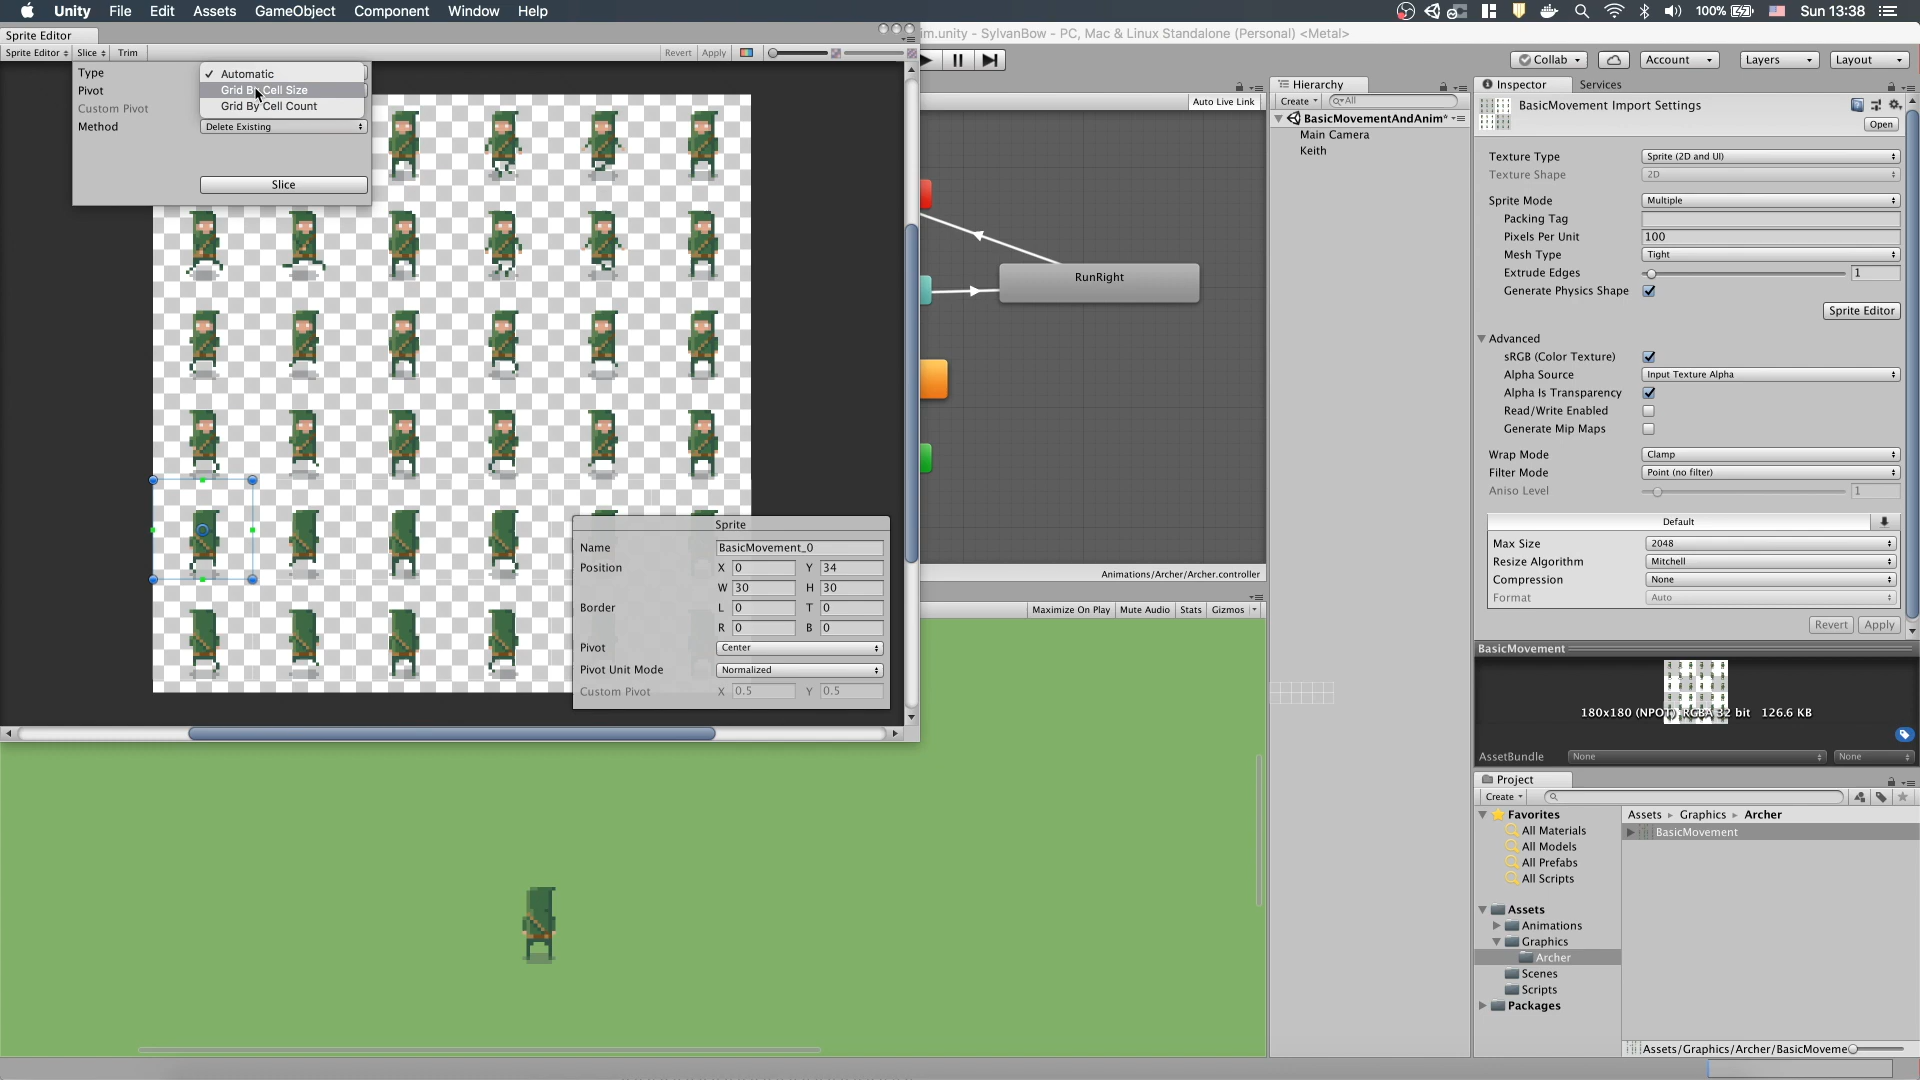 Unity File Edit Assets GameObject Component Window Help
100% Sun 13:38
Sprite Editor
im.unity - SylvanBow - PC, Mac & Linux Standalone (Personal) <Metal>
Sprite Editor Slice Trim Revert Apply
Collab Account Layers Layout
Type
Automatic
Pivot
Grid By Cell Size
Custom Pivot
Grid By Cell Count
Method Delete Existing
Slice
Auto Live Link
RunRight
Animations/Archer/Archer.controller
Maximize On Play Mute Audio Stats Gizmos
Sprite
Name BasicMovement_0
Position X 0 Y 34
W 30 H 30
Border L 0 T 0
R 0 B 0
Pivot Center
Pivot Unit Mode Normalized
Custom Pivot X 0.5 Y 0.5
Hierarchy
Create All
BasicMovementAndAnim*
Main Camera
Keith
Inspector Services
BasicMovement Import Settings
Open
Texture Type Sprite (2D and UI)
Texture Shape 2D
Sprite Mode Multiple
Packing Tag
Pixels Per Unit 100
Mesh Type Tight
Extrude Edges 1
Generate Physics Shape
Sprite Editor
Advanced
sRGB (Color Texture)
Alpha Source Input Texture Alpha
Alpha Is Transparency
Read/Write Enabled
Generate Mip Maps
Wrap Mode Clamp
Filter Mode Point (no filter)
Aniso Level 1
Default
Max Size 2048
Resize Algorithm Mitchell
Compression None
Format Auto
Revert Apply
BasicMovement
180x180 (NPOT) RGBA 32 bit 126.6 KB
AssetBundle None None
Project
Create
Favorites
All Materials
All Models
All Prefabs
All Scripts
Assets
Animations
Graphics
Archer
Scenes
Scripts
Packages
Assets Graphics Archer
BasicMovement
Assets/Graphics/Archer/BasicMoveme